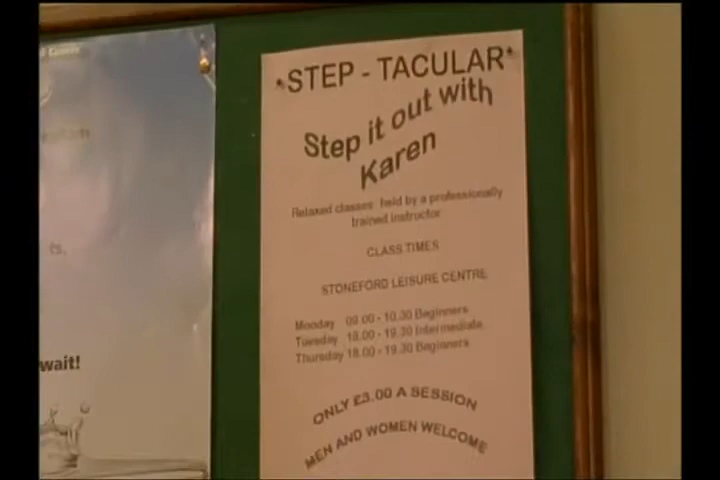 STEP - TACULAR
Step it out with
Karen
Relaxed classes held by a professionally
trained instructor
CLASS TIMES
STONEFORD LEISURE CENTRE
Monday 09.00 - 10.30 Beginners
Tuesday 18.00 - 19.30 Intermediate
Thursday 18.00 - 19.30 Beginners
ONLY £3.00 A SESSION
MEN AND WOMEN WELCOME
wait!